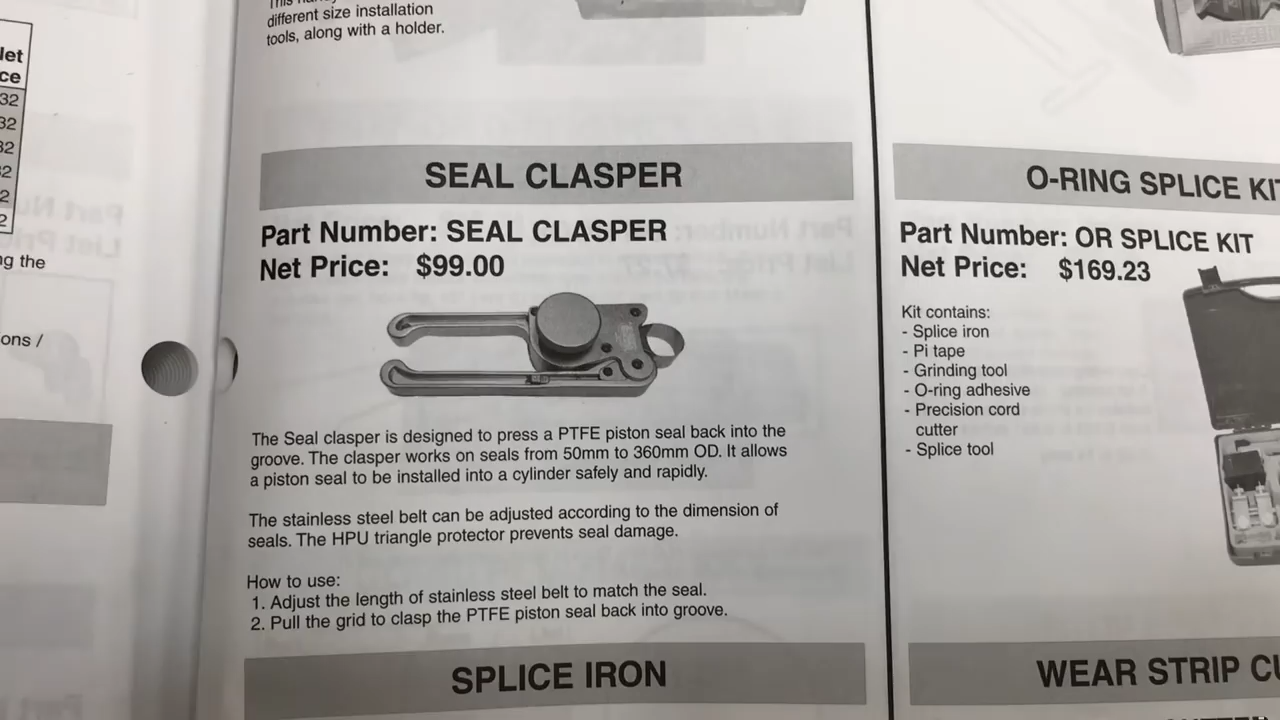 different size installation
tools, along with a holder.
32
32
32
ons /
SEAL CLASPER
Part Number: SEAL CLASPER
Net Price: $99.00
The Seal clasper is designed to press a PTFE piston seal back into the
groove. The clasper works on seals from 50mm to 360mm OD. It allows
a piston seal to be installed into a cylinder safely and rapidly.
The stainless steel belt can be adjusted according to the dimension of
seals. The HPU triangle protector prevents seal damage.
How to use:
1. Adjust the length of stainless steel belt to match the seal.
2. Pull the grid to clasp the PTFE piston seal back into groove.
SPLICE IRON
O-RING SPLICE KIT
Part Number: OR SPLICE KIT
Net Price: $169.23
Kit contains:
- Splice iron
- Pi tape
- Grinding tool
- O-ring adhesive
- Precision cord
cutter
- Splice tool
WEAR STRIP